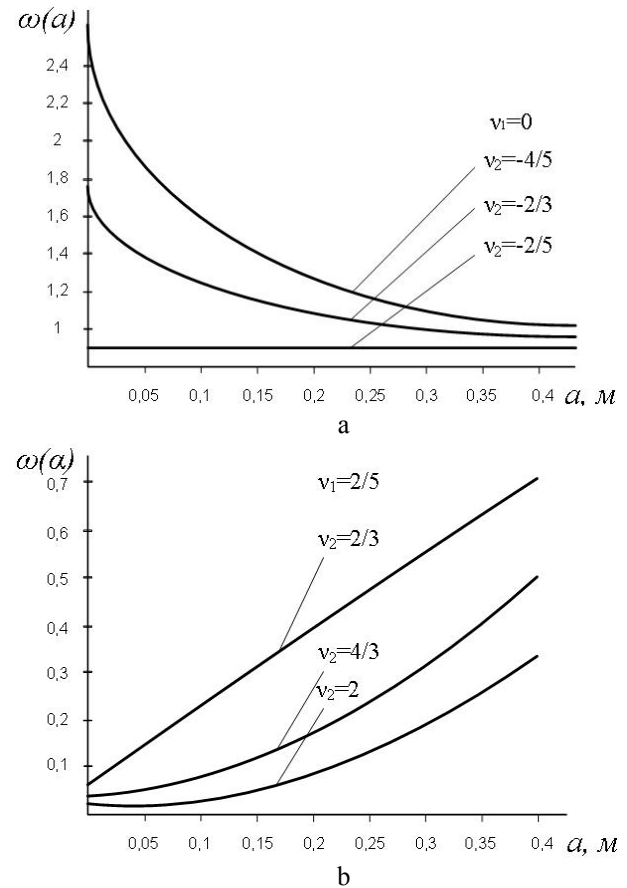 ω(a)
2,4
2,2
2
1,8
1,6
1,4
1,2
1
ν₁=0
ν₂=-4/5
ν₂=-2/3
ν₂=-2/5
0,05 0,1 0,15 0,2 0,25 0,3 0,35 0,4 a, м
a
ω(α)
0,7
0,6
0,5
0,4
0,3
0,2
0,1
ν₁=2/5
ν₂=2/3
ν₂=4/3
ν₂=2
0,05 0,1 0,15 0,2 0,25 0,3 0,35 0,4 a, м
b